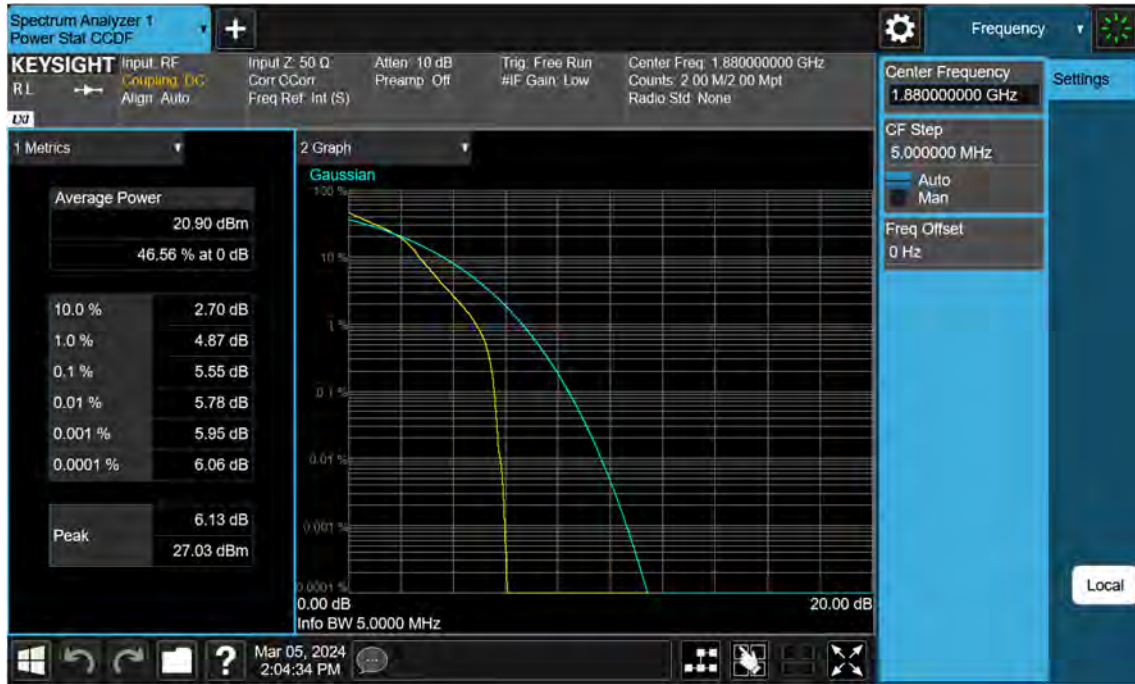 Spectrum Analyzer 1
Power Stat CCDF
+
Frequency
KEYSIGHT
RL
LXI
Input: RF
Coupling: DC
Align: Auto
Input Z: 50 Ω
Corr CCorr
Freq Ref: Int (S)
Atten: 10 dB
Preamp: Off
Trig: Free Run
#IF Gain: Low
Center Freq: 1.880000000 GHz
Counts: 2.00 M/2.00 Mpt
Radio Std: None
Center Frequency
1.880000000 GHz
Settings
CF Step
5.000000 MHz
Auto
Man
Freq Offset
0 Hz
1 Metrics
Average Power
20.90 dBm
46.56 % at 0 dB
10.0 % 2.70 dB
1.0 % 4.87 dB
0.1 % 5.55 dB
0.01 % 5.78 dB
0.001 % 5.95 dB
0.0001 % 6.06 dB
Peak
6.13 dB
27.03 dBm
2 Graph
Gaussian
100 %
10 %
1 %
0.1 %
0.01 %
0.001 %
0.0001 %
0.00 dB 20.00 dB
Info BW 5.0000 MHz
Local
?
Mar 05, 2024
2:04:34 PM